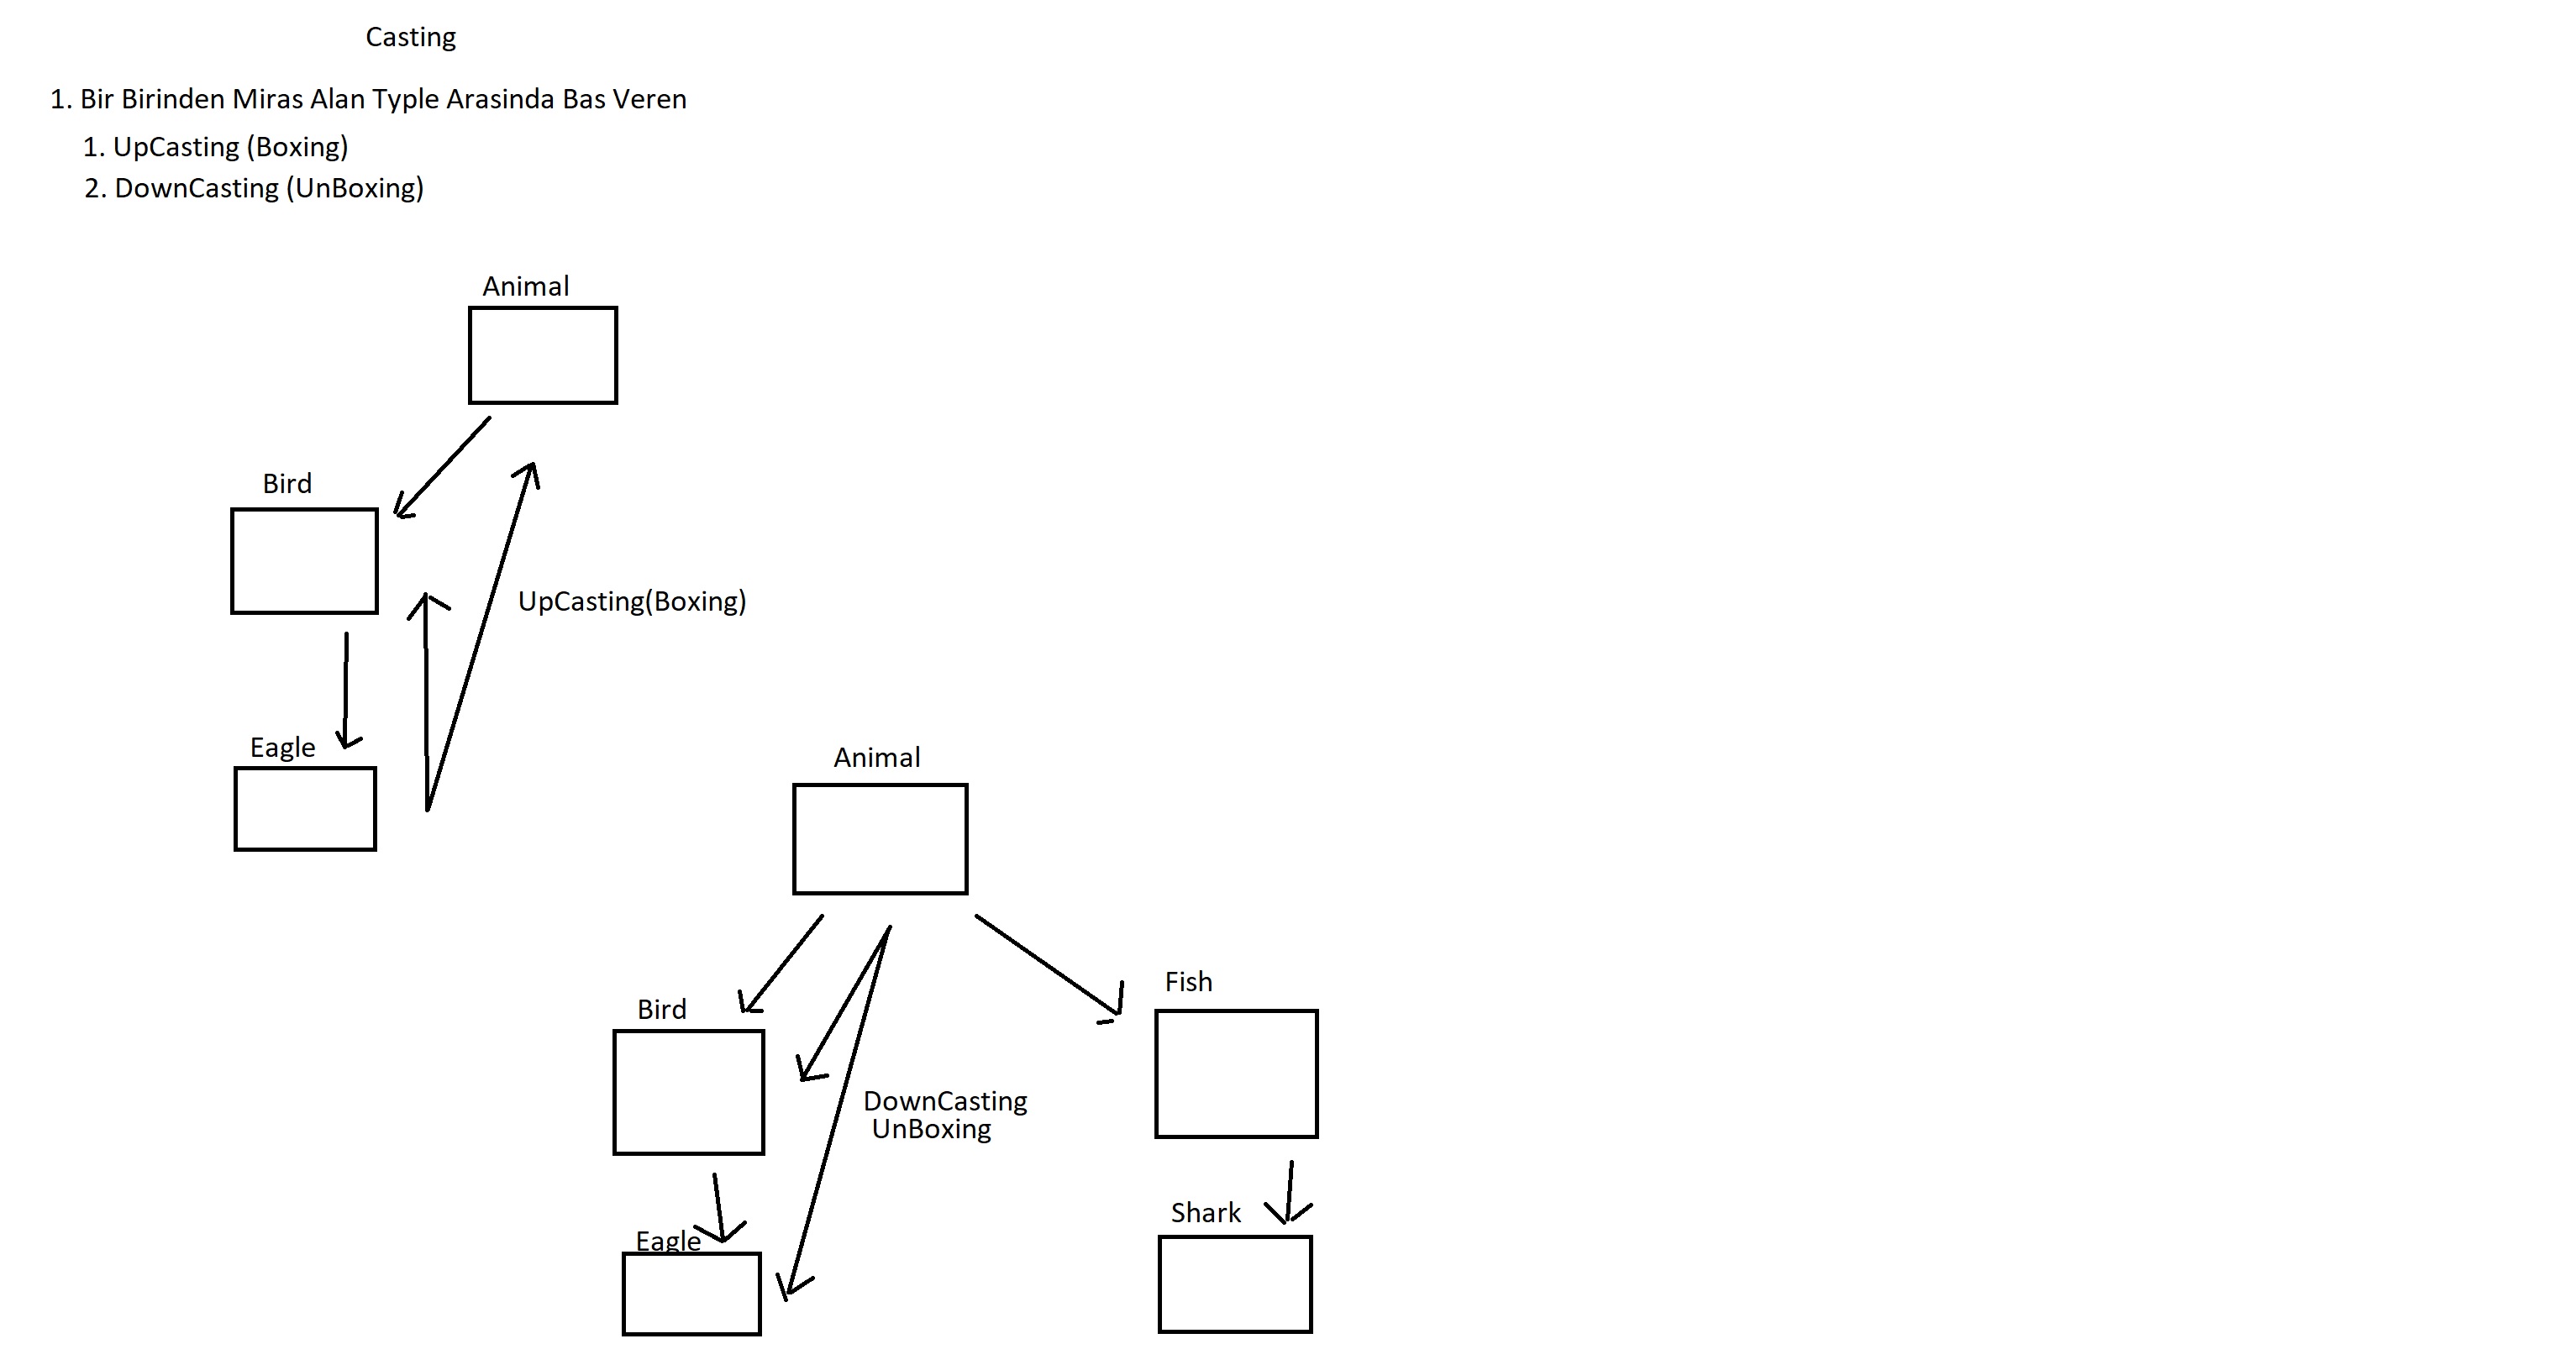 Casting
1. Bir Birinden Miras Alan Typle Arasinda Bas Veren
1. UpCasting (Boxing)
2. DownCasting (UnBoxing)
Animal
Bird
UpCasting(Boxing)
Eagle
Animal
Fish
Bird
DownCasting
UnBoxing
Shark
Eagle